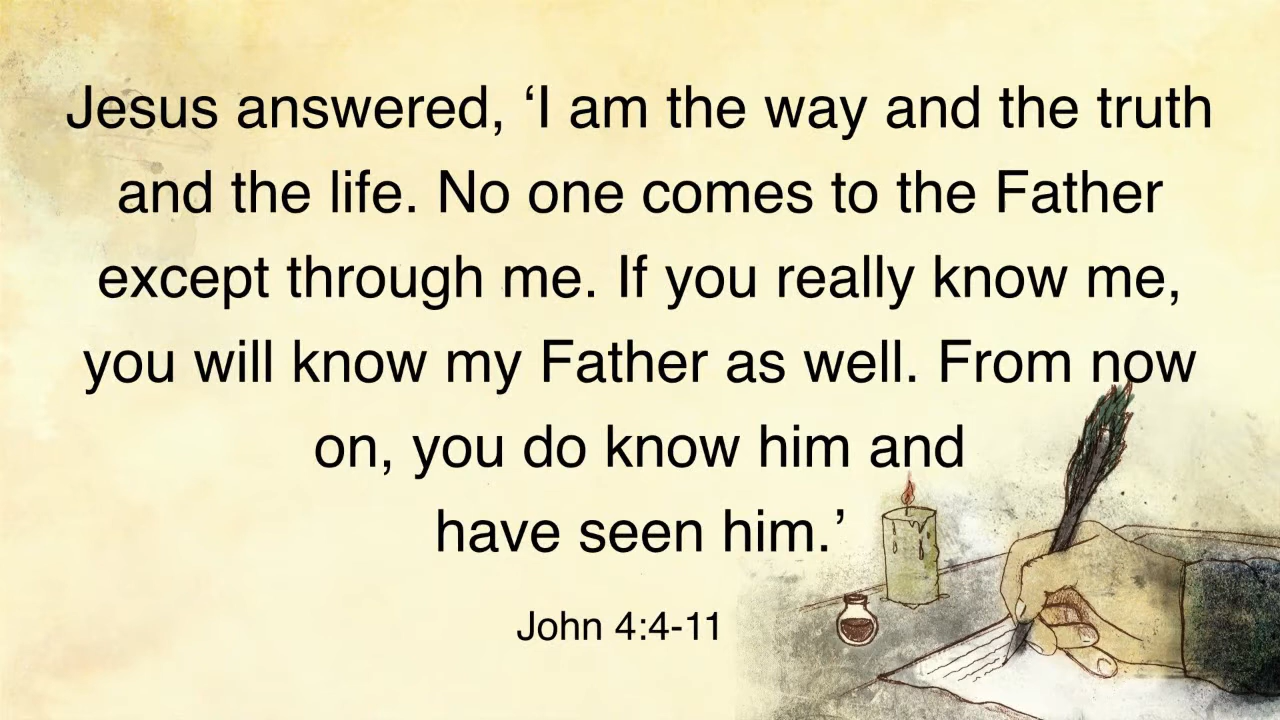 Jesus answered, ‘I am the way and the truth
and the life. No one comes to the Father
except through me. If you really know me,
you will know my Father as well. From now
on, you do know him and
have seen him.’
John 4:4-11